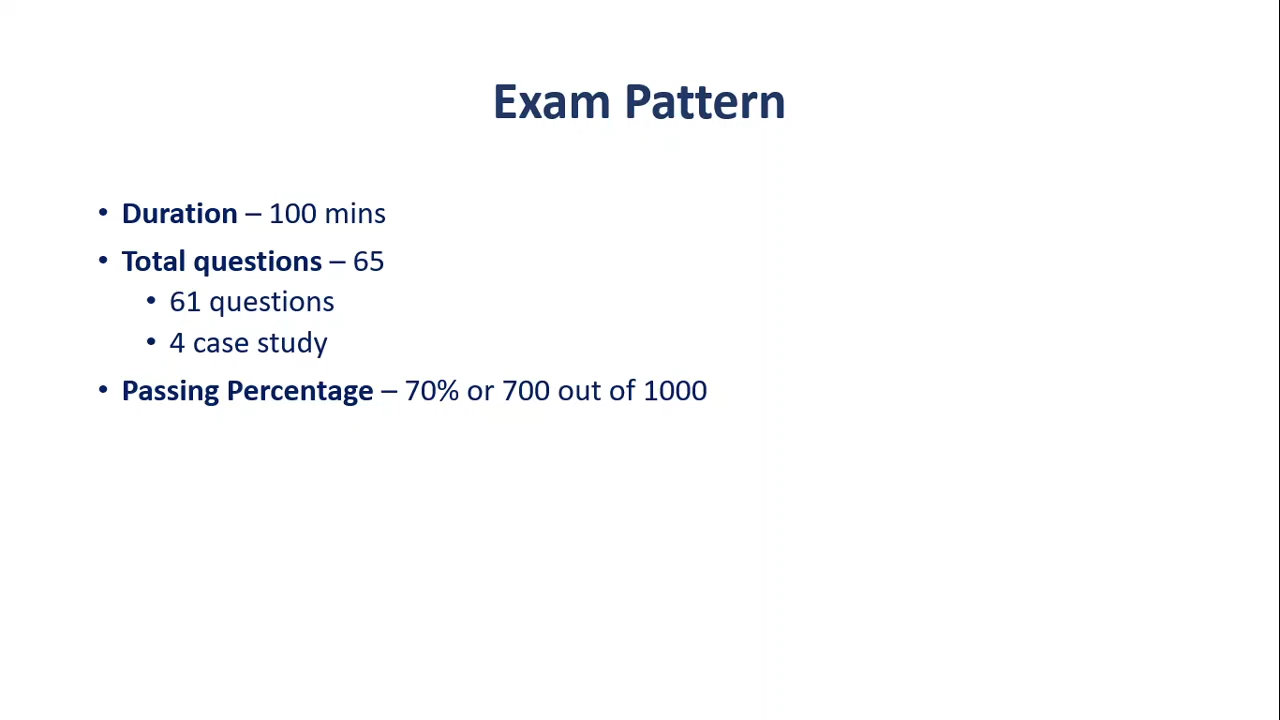 Exam Pattern
• Duration – 100 mins
• Total questions – 65
• 61 questions
• 4 case study
• Passing Percentage – 70% or 700 out of 1000